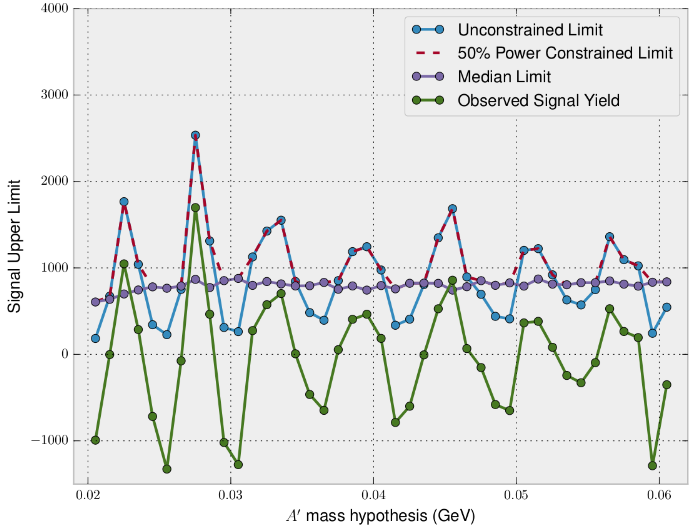 4000
3000
2000
1000
0
−1000
Signal Upper Limit
Unconstrained Limit
50% Power Constrained Limit
Median Limit
Observed Signal Yield
0.02 0.03 0.04 0.05 0.06
A′ mass hypothesis (GeV)